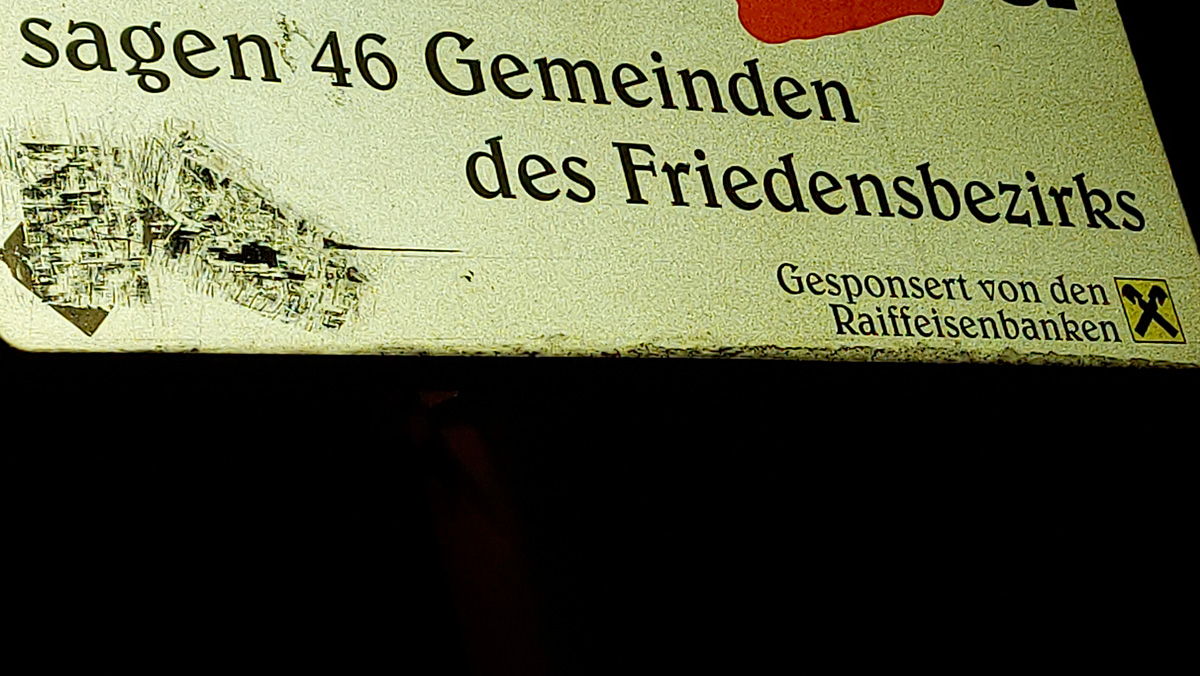 sagen 46 Gemeinden
des Friedensbezirks
Gesponsert von den
Raiffeisenbanken